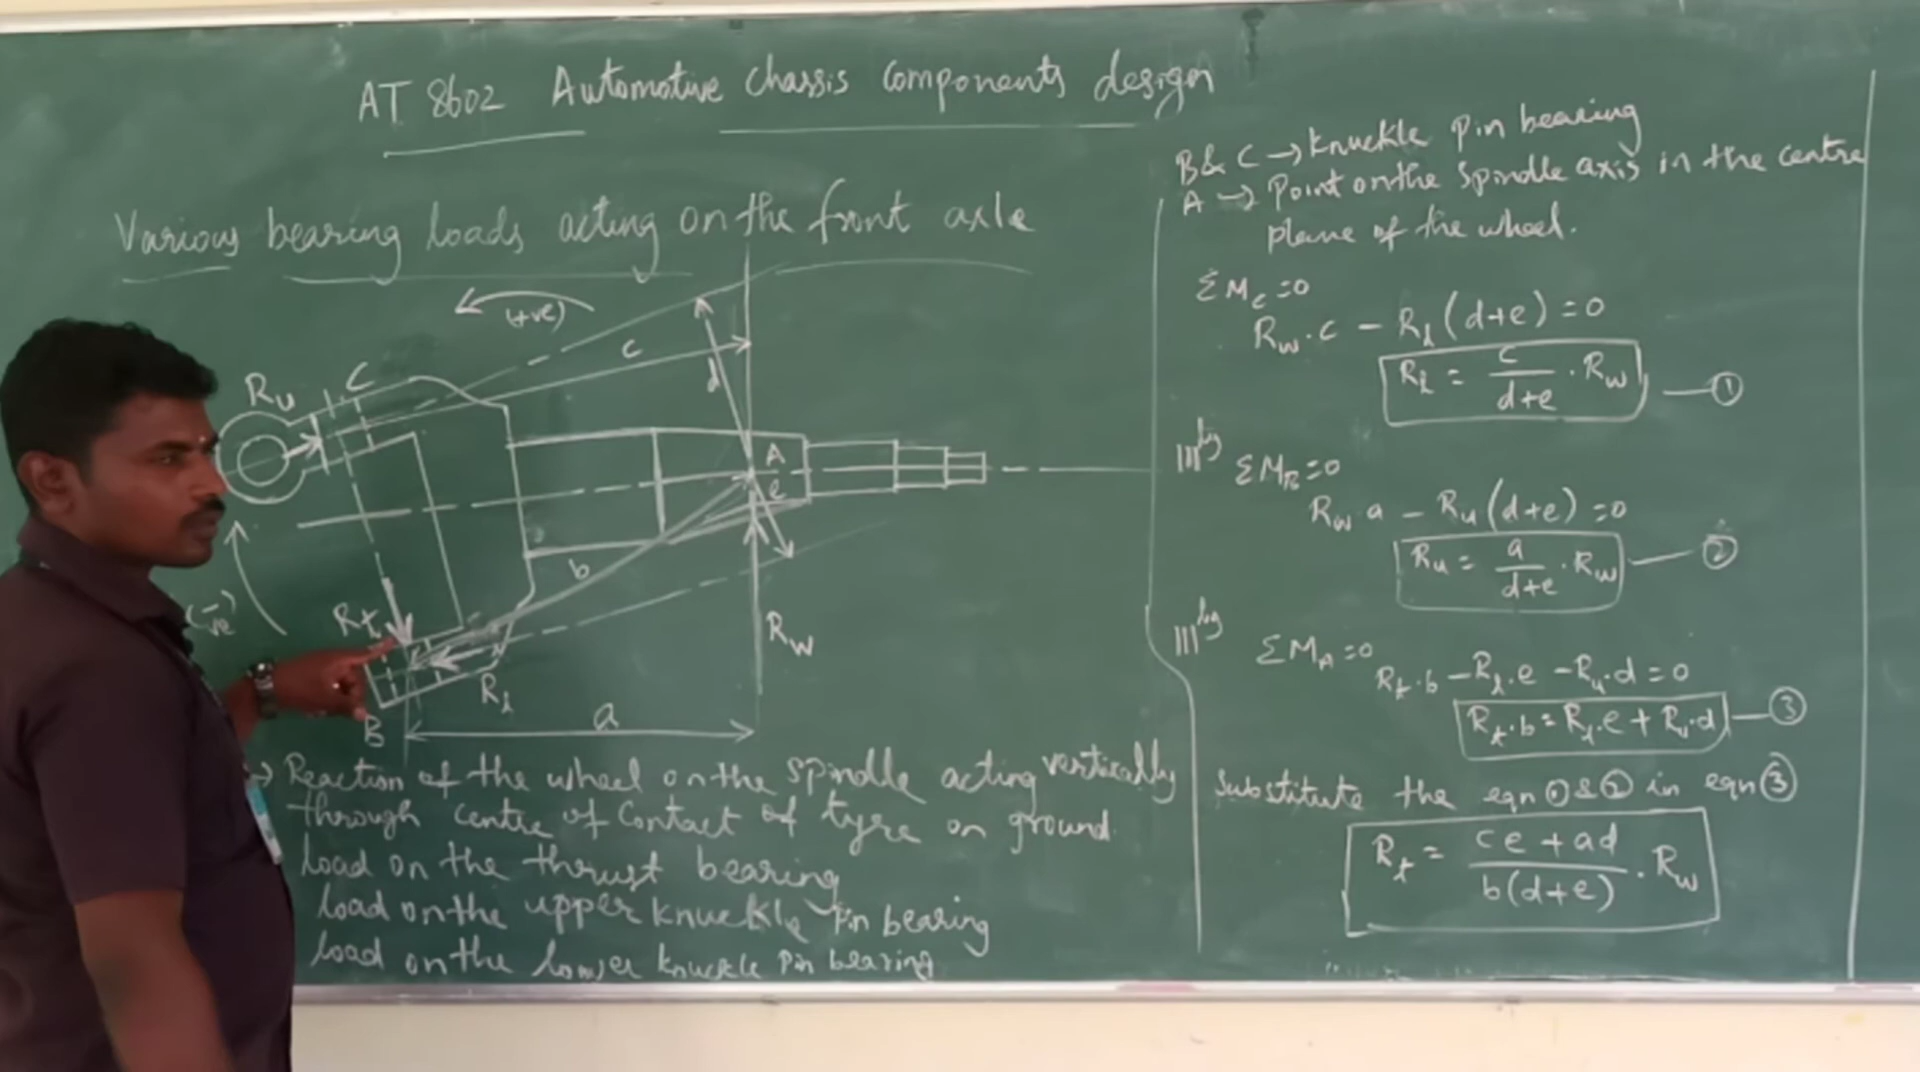 AT 8602 Automotive chassis components design
Various bearing loads acting on the front axle
(+ve)
c
d
Ru
C
A
e
b
(-ve)
Rt
Rl
Rw
B
a
→ Reaction of the wheel on the spindle acting vertically
through centre of contact of tyre on ground.
load on the thrust bearing
load on the upper knuckle pin bearing
load on the lower knuckle pin bearing
B & C → knuckle pin bearing
A → Point on the spindle axis in the centre
plane of the wheel.
ΣMc=0
Rw.c - Rl(d+e)=0
Rl = c/(d+e) . Rw —①
|||ly ΣMB=0
Rw a - Ru(d+e)=0
Ru = a/(d+e) . Rw —②
|||ly ΣMA=0
Rt.b - Rl.e - Ru.d=0
Rt.b = Rl.e + Ru.d —③
Substitute the eqn ① & ② in eqn ③
Rt = (ce+ad)/(b(d+e)) . Rw